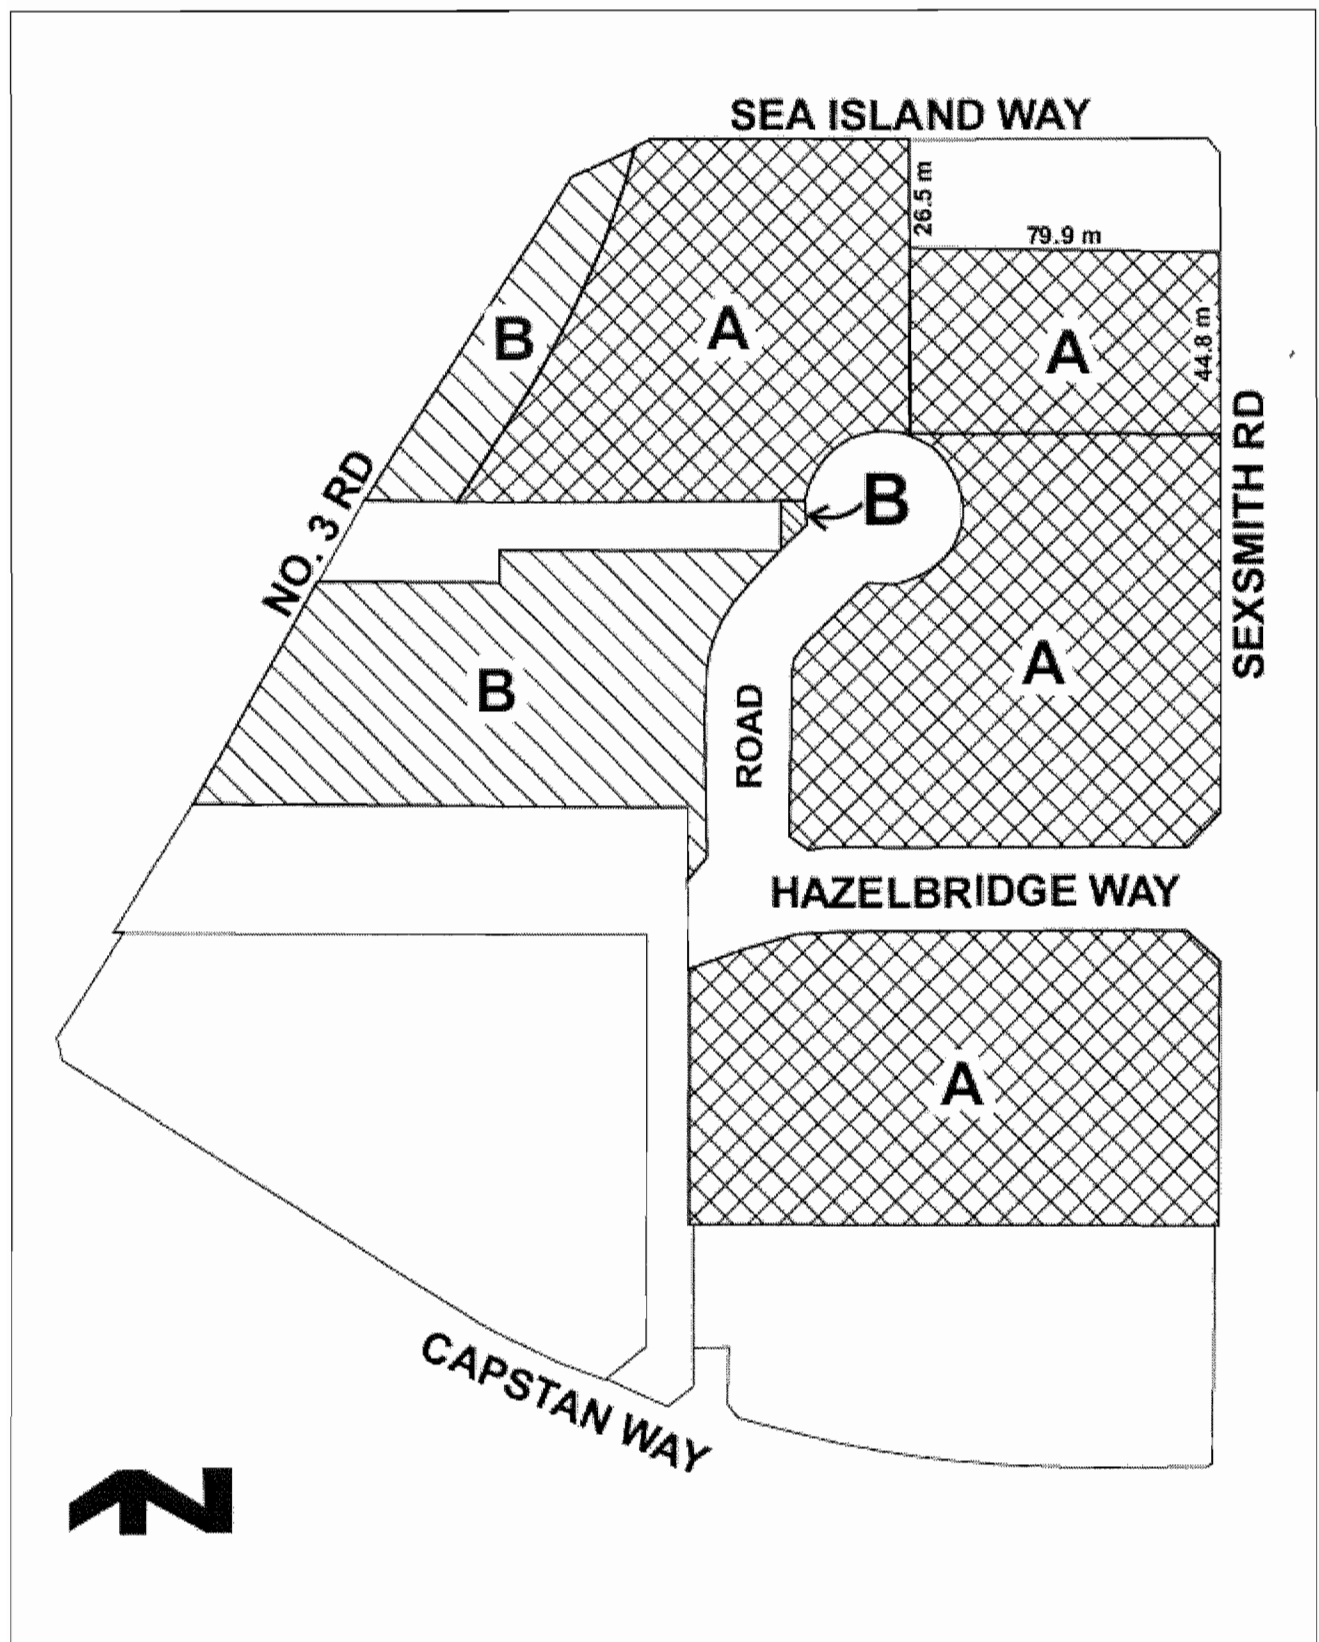 SEA ISLAND WAY
26.5 m
79.9 m
B
A
A
44.8 m
NO. 3 RD
B
SEXSMITH RD
A
B
ROAD
HAZELBRIDGE WAY
A
CAPSTAN WAY
N